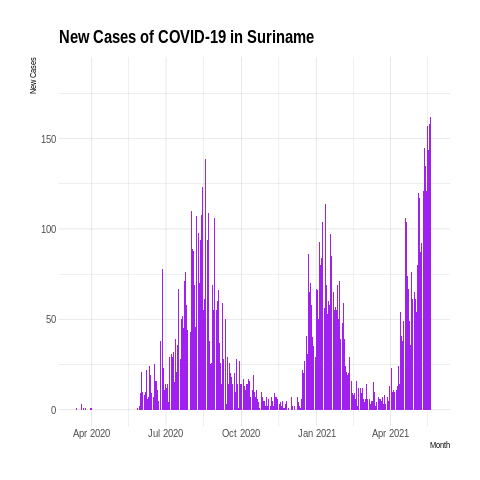 New Cases of COVID-19 in Suriname
New Cases
150
100
50
0
Apr 2020 Jul 2020 Oct 2020 Jan 2021 Apr 2021
Month